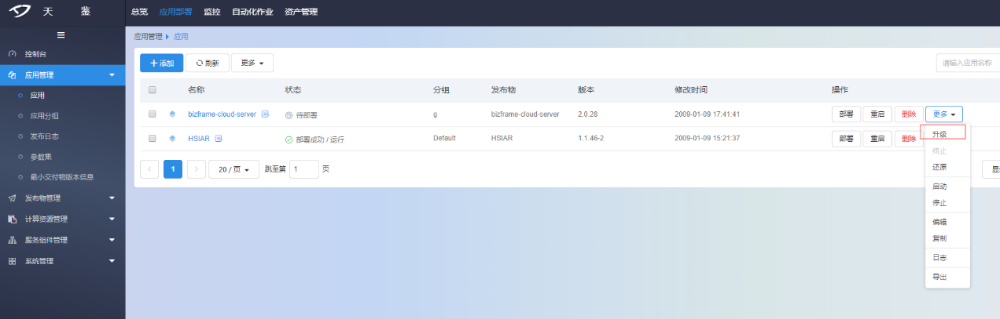 天 鉴
总览 应用部署 监控 自动化作业 资产管理
应用管理 应用
添加 刷新 更多 请输入应用名称
名称 状态 分组 发布物 版本 修改时间 操作
bizframe-cloud-server 待部署 g bizframe-cloud-server 2.0.28 2009-01-09 17:41:41 部署 重启 删除 更多
HSIAR 部署成功 / 运行 Default HSIAR 1.1.46-2 2009-01-09 15:21:37 部署 重启 删除
1 20 / 页 跳至第 1 页
升级
终止
还原
启动
停止
编辑
复制
日志
导出
控制台
应用管理
应用
应用分组
发布日志
参数集
最小交付物版本信息
发布物管理
计算资源管理
服务组件管理
系统管理